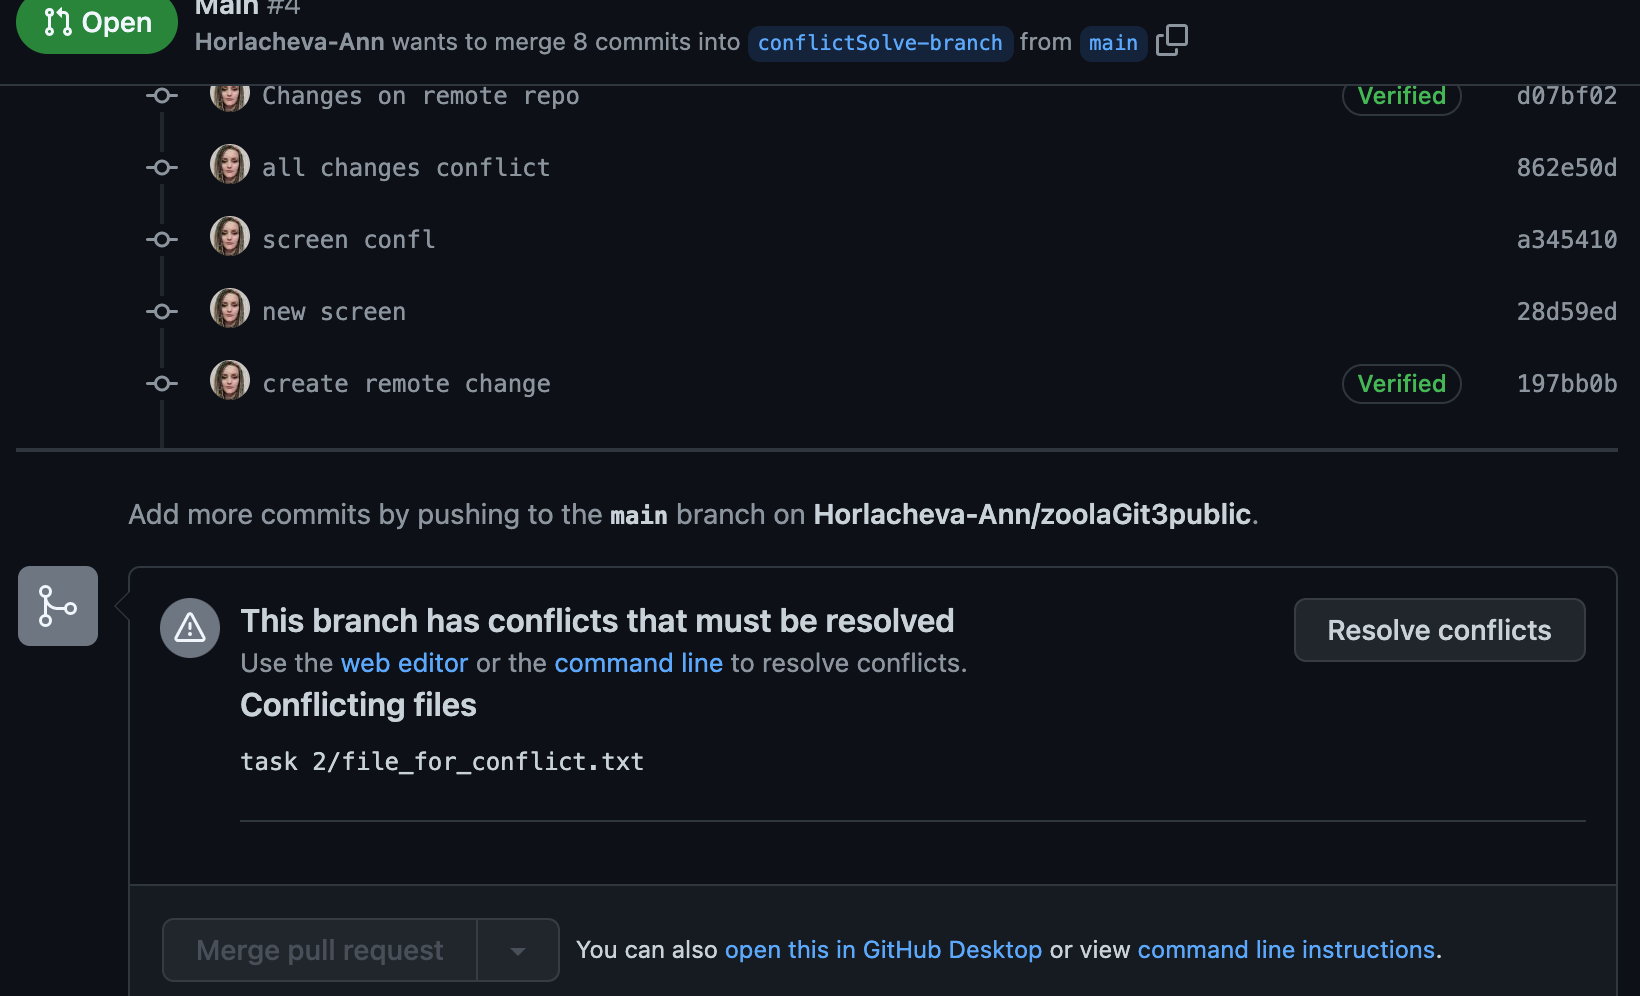 Main #4
Open
Horlacheva-Ann wants to merge 8 commits into conflictSolve-branch from main
Changes on remote repo Verified d07bf02
all changes conflict 862e50d
screen confl a345410
new screen 28d59ed
create remote change Verified 197bb0b
Add more commits by pushing to the main branch on Horlacheva-Ann/zoolaGit3public.
This branch has conflicts that must be resolved
Resolve conflicts
Use the web editor or the command line to resolve conflicts.
Conflicting files
task 2/file_for_conflict.txt
Merge pull request
You can also open this in GitHub Desktop or view command line instructions.